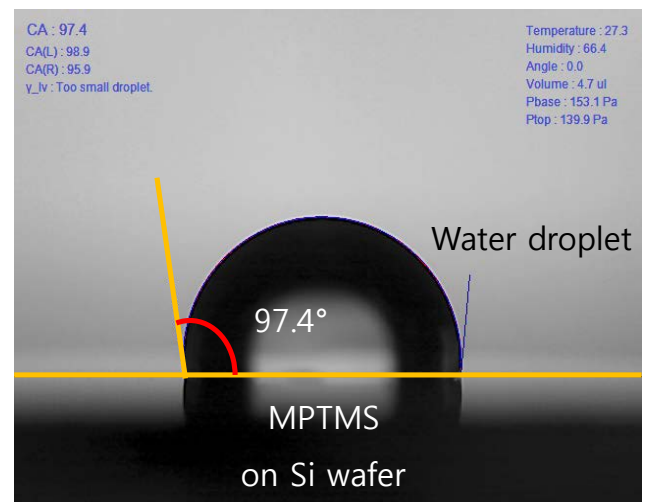 CA : 97.4
CA(L) : 98.9
CA(R) : 95.9
γ_lv : Too small droplet.
Temperature : 27.3
Humidity : 66.4
Angle : 0.0
Volume : 4.7 ul
Pbase : 153.1 Pa
Ptop : 139.9 Pa
Water droplet
97.4°
MPTMS
on Si wafer